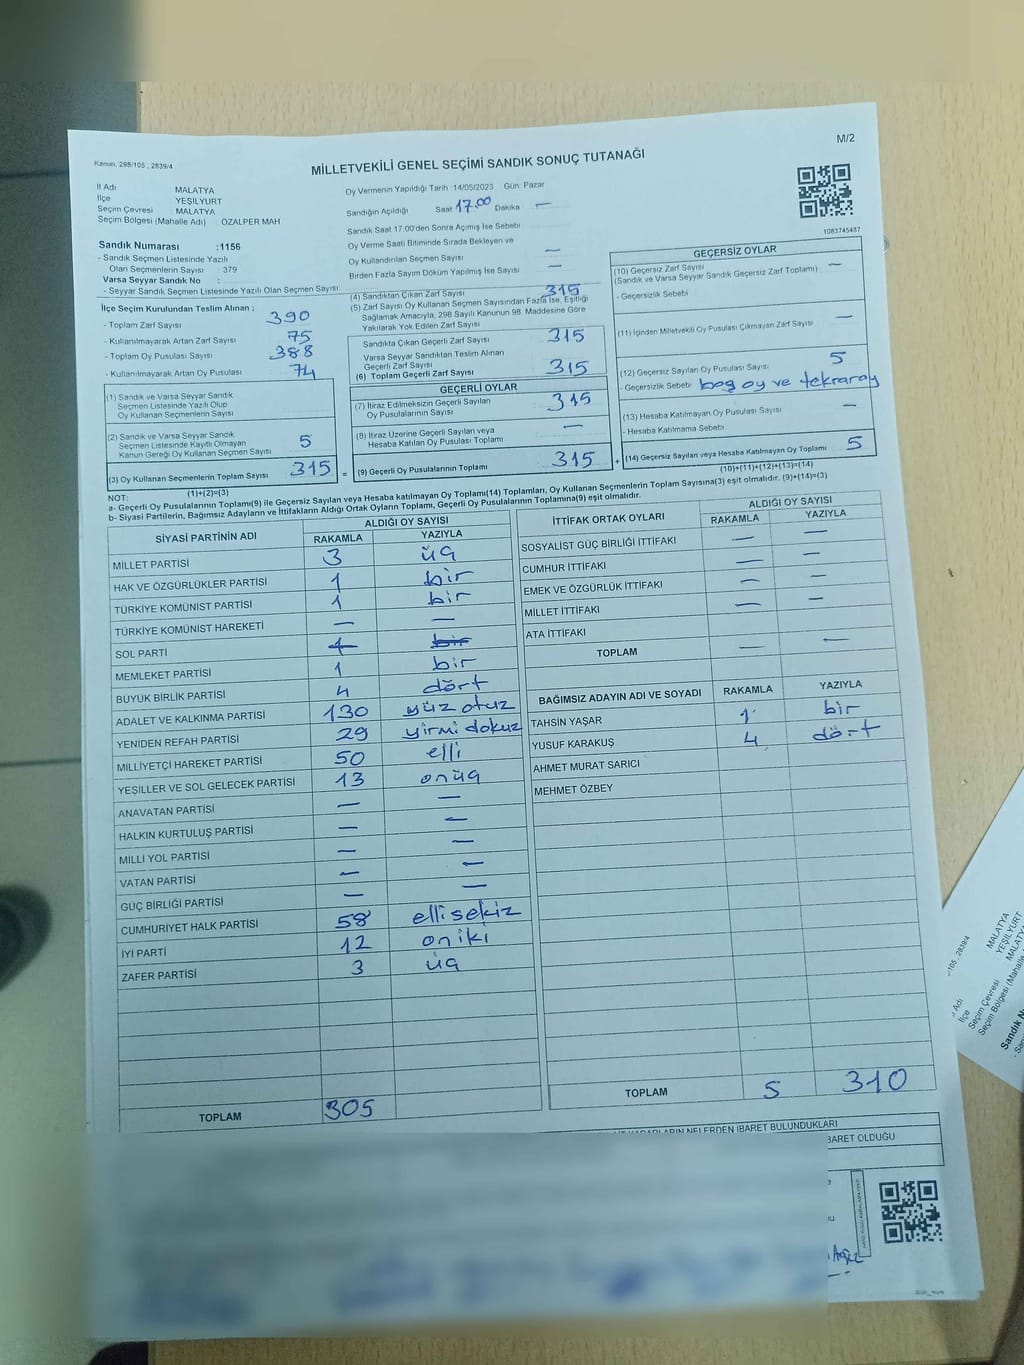 M/2
Kanun, 298/105 , 2839/4
MİLLETVEKİLİ GENEL SEÇİMİ SANDIK SONUÇ TUTANAĞI
İl Adı : MALATYA
İlçe YEŞİLYURT
Seçim Çevresi : MALATYA
Seçim Bölgesi (Mahalle Adı) : ÖZALPER MAH
Sandık Numarası :1156
- Sandık Seçmen Listesinde Yazılı
Olan Seçmenlerin Sayısı : 379
Varsa Seyyar Sandık No :
- Seyyar Sandık Seçmen Listesinde Yazılı Olan Seçmen Sayısı:
Oy Vermenin Yapıldığı Tarih :14/05/2023 Gün: Pazar
Sandığın Açıldığı Saat 17.00 Dakika —
Sandık Saat 17:00'den Sonra Açılmış İse Sebebi
Oy Verme Saati Bitiminde Sırada Bekleyen ve
Oy Kullandırılan Seçmen Sayısı —
Birden Fazla Sayım Döküm Yapılmış İse Sayısı —
1083745487
İlçe Seçim Kurulundan Teslim Alınan ;
- Toplam Zarf Sayısı 390
- Kullanılmayarak Artan Zarf Sayısı 75
- Toplam Oy Pusulası Sayısı 388
- Kullanılmayarak Artan Oy Pusulası 74
(1) Sandık ve Varsa Seyyar Sandık
Seçmen Listesinde Yazılı Olup
Oy Kullanan Seçmenlerin Sayısı
(2) Sandık ve Varsa Seyyar Sandık
Seçmen Listesinde Kayıtlı Olmayan
Kanun Gereği Oy Kullanan Seçmen Sayısı 5
(3) Oy Kullanan Seçmenlerin Toplam Sayısı 315 =
(1)+(2)=(3)
(4) Sandıktan Çıkan Zarf Sayısı 315
(5) Zarf Sayısı Oy Kullanan Seçmen Sayısından Fazla İse, Eşitliği
Sağlamak Amacıyla, 298 Sayılı Kanunun 98. Maddesine Göre
Yakılarak Yok Edilen Zarf Sayısı
Sandıkta Çıkan Geçerli Zarf Sayısı 315
Varsa Seyyar Sandıktan Teslim Alınan
Geçerli Zarf Sayısı
(6) Toplam Geçerli Zarf Sayısı 315
GEÇERLİ OYLAR
(7) İtiraz Edilmeksizin Geçerli Sayılan
Oy Pusulalarının Sayısı 315
(8) İtiraz Üzerine Geçerli Sayılan veya
Hesaba Katılan Oy Pusulası Toplamı —
(9) Geçerli Oy Pusulalarının Toplamı 315 +
GEÇERSİZ OYLAR
(10) Geçersiz Zarf Sayısı —
(Sandık ve Varsa Seyyar Sandık Geçersiz Zarf Toplamı)
- Geçersizlik Sebebi
(11) İçinden Milletvekili Oy Pusulası Çıkmayan Zarf Sayısı —
(12) Geçersiz Sayılan Oy Pusulası Sayısı 5
- Geçersizlik Sebebi boş oy ve
(13) Hesaba Katılmayan Oy Pusulası Sayısı —
- Hesaba Katılmama Sebebi
(14) Geçersiz Sayılan veya Hesaba Katılmayan Oy Toplamı 5
(10)+(11)+(12)+(13)=(14)
NOT:
a- Geçerli Oy Pusulalarının Toplamı(9) ile Geçersiz Sayılan veya Hesaba katılmayan Oy Toplamı(14) Toplamları, Oy Kullanan Seçmenlerin Toplam Sayısına(3) eşit olmalıdır. (9)+(14)=(3)
b- Siyasi Partilerin, Bağımsız Adayların ve İttifakların Aldığı Ortak Oyların Toplamı, Geçerli Oy Pusulalarının Toplamına(9) eşit olmalıdır.
SİYASİ PARTİNİN ADI ALDIĞI OY SAYISI
RAKAMLA YAZIYLA
MİLLET PARTİSİ 3 üç
HAK VE ÖZGÜRLÜKLER PARTİSİ 1 bir
TÜRKİYE KOMÜNİST PARTİSİ 1 bir
TÜRKİYE KOMÜNİST HAREKETİ — —
SOL PARTİ 1 bir
MEMLEKET PARTİSİ 1 bir
BÜYÜK BİRLİK PARTİSİ 4 dört
ADALET VE KALKINMA PARTİSİ 130 yüz otuz
YENİDEN REFAH PARTİSİ 29 yirmi dokuz
MİLLİYETÇİ HAREKET PARTİSİ 50 elli
YEŞİLLER VE SOL GELECEK PARTİSİ 13 onüç
ANAVATAN PARTİSİ — —
HALKIN KURTULUŞ PARTİSİ — —
MİLLİ YOL PARTİSİ — —
VATAN PARTİSİ — —
GÜÇ BİRLİĞİ PARTİSİ — —
CUMHURİYET HALK PARTİSİ 58 elli sekiz
İYİ PARTİ 12 on iki
ZAFER PARTİSİ 3 üç
TOPLAM 305
İTTİFAK ORTAK OYLARI ALDIĞI OY SAYISI
RAKAMLA YAZIYLA
SOSYALİST GÜÇ BİRLİĞİ İTTİFAKI — —
CUMHUR İTTİFAKI — —
EMEK VE ÖZGÜRLÜK İTTİFAKI — —
MİLLET İTTİFAKI — —
ATA İTTİFAKI
TOPLAM — —
BAĞIMSIZ ADAYIN ADI VE SOYADI RAKAMLA YAZIYLA
TAHSİN YAŞAR 1 bir
YUSUF KARAKUŞ 4 dört
AHMET MURAT SARICI
MEHMET ÖZBEY
TOPLAM 5 310
NELERDEN İBARET BULUNDUKLARI
İBARET OLDUĞU
/105 , 2839/4
İl Adı MALATYA
İlçe YEŞİLYURT
Seçim Çevresi MALATYA
Seçim Bölgesi (Mahalle